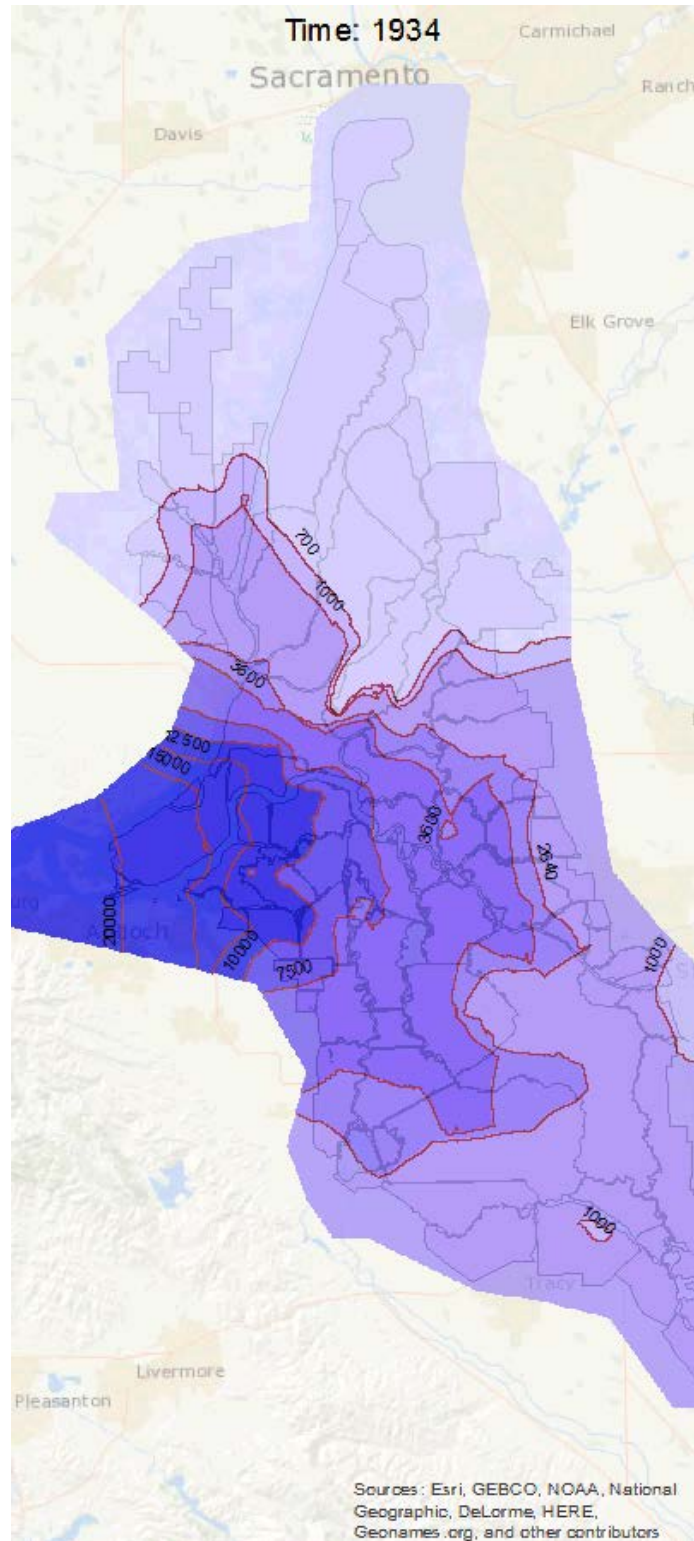 Time: 1934
Carmichael
Sacramento
Ranch
Davis
Elk Grove
700
1000
3600
12500
15000
3600
2640
20000
Antioch
10000
7500
1000
1000
Tracy
Livermore
Pleasanton
Sources: Esri, GEBCO, NOAA, National
Geographic, DeLorme, HERE,
Geonames.org, and other contributors